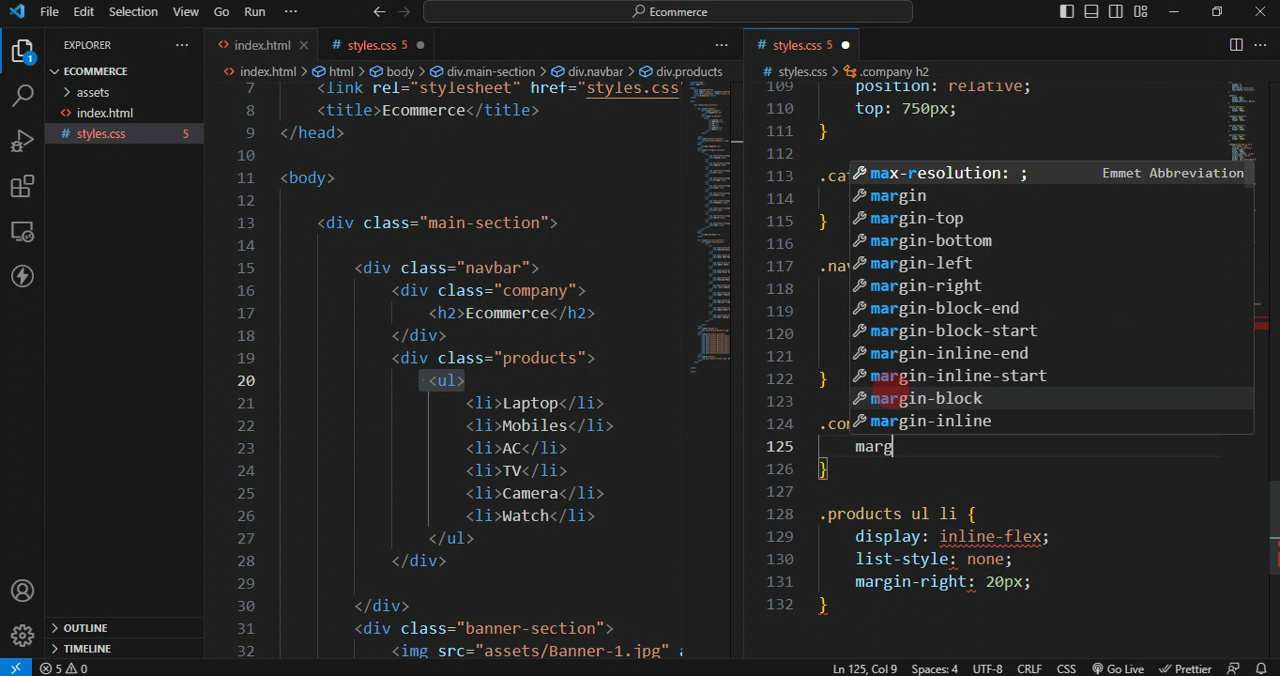 File Edit Selection View Go Run ··· Ecommerce
EXPLORER ···
ECOMMERCE
assets
index.html
styles.css 5
OUTLINE
TIMELINE
index.html styles.css 5 ···
index.html > html > body > div.main-section > div.navbar > div.products
7 <link rel="stylesheet" href="styles.css"
8 <title>Ecommerce</title>
9 </head>
10
11 <body>
12
13 <div class="main-section">
14
15 <div class="navbar">
16 <div class="company">
17 <h2>Ecommerce</h2>
18 </div>
19 <div class="products">
20 <ul>
21 <li>Laptop</li>
22 <li>Mobiles</li>
23 <li>AC</li>
24 <li>TV</li>
25 <li>Camera</li>
26 <li>Watch</li>
27 </ul>
28 </div>
29
30 </div>
31 <div class="banner-section">
32 <img src="assets/Banner-1.jpg" a
styles.css 5 ···
styles.css > .company h2
109 position: relative;
110 top: 750px;
111 }
112
113 .cat
114
115 }
116
117 .nav
118
119
120
121
122 }
123
124 .com
125 marg
126 }
127
128 .products ul li {
129 display: inline-flex;
130 list-style: none;
131 margin-right: 20px;
132 }
max-resolution: ; Emmet Abbreviation
margin
margin-top
margin-bottom
margin-left
margin-right
margin-block-end
margin-block-start
margin-inline-end
margin-inline-start
margin-block
margin-inline
5 0 Ln 125, Col 9 Spaces: 4 UTF-8 CRLF CSS Go Live Prettier